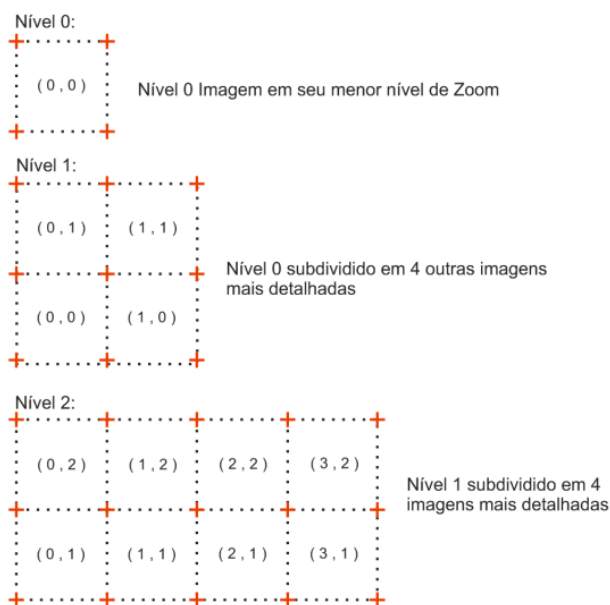 Nível 0:
(0,0)
Nível 0 Imagem em seu menor nível de Zoom
Nível 1:
(0,1) (1,1)
Nível 0 subdividido em 4 outras imagens
mais detalhadas
(0,0) (1,0)
Nível 2:
(0,2) (1,2) (2,2) (3,2)
Nível 1 subdividido em 4
imagens mais detalhadas
(0,1) (1,1) (2,1) (3,1)